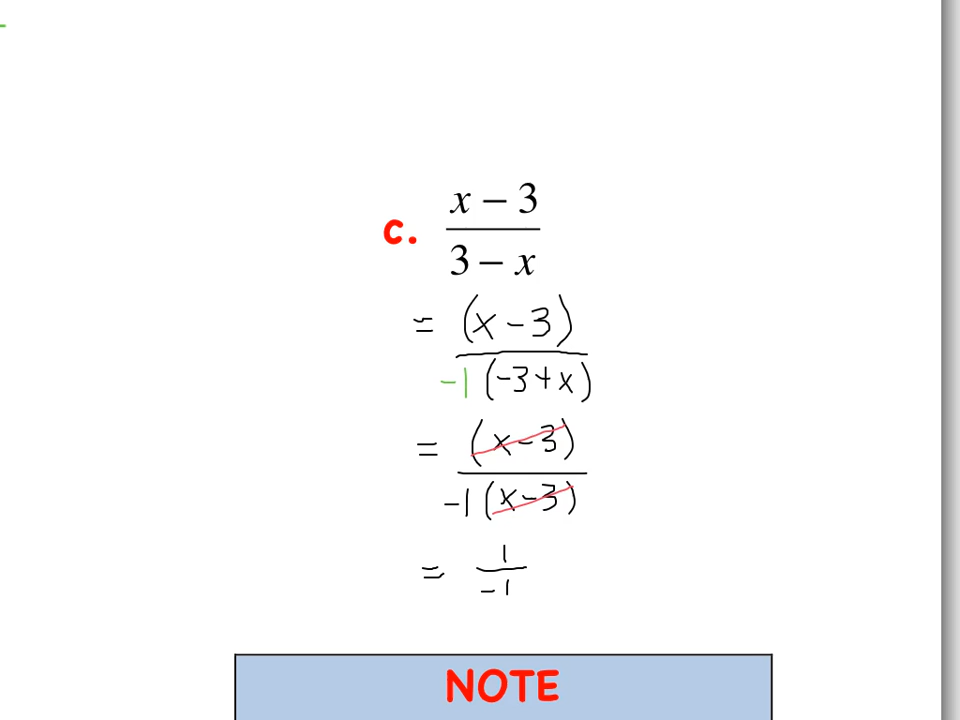 c. x − 3
3 − x
= (x - 3)
-1 (-3 + x)
= (x - 3)
-1 (x - 3)
= 1
-1
NOTE